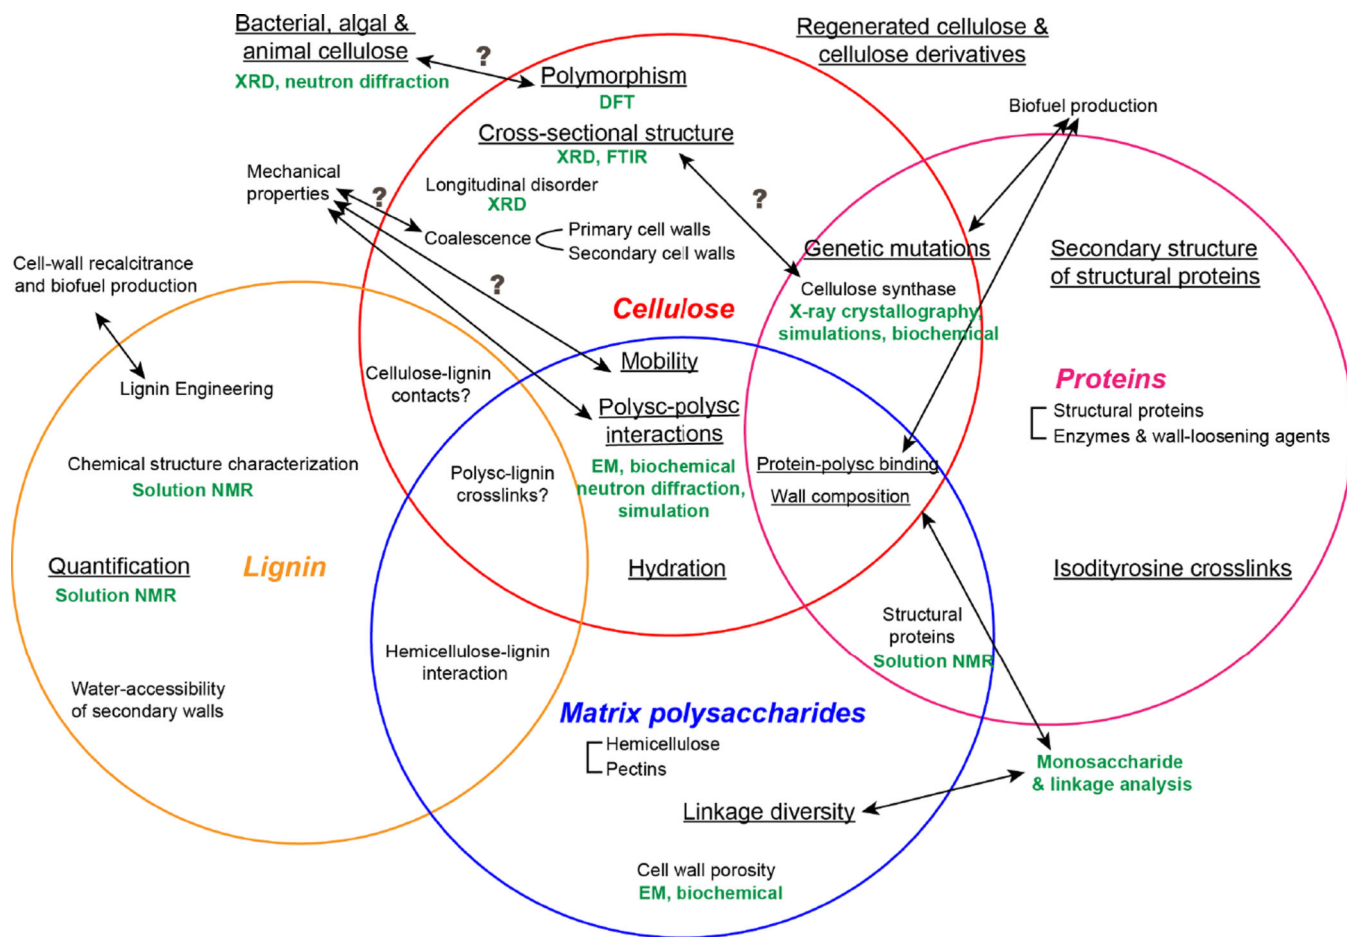 Bacterial, algal &
animal cellulose
XRD, neutron diffraction
?
Regenerated cellulose &
cellulose derivatives
Polymorphism
DFT
Biofuel production
Cross-sectional structure
XRD, FTIR
Mechanical
properties
?
Longitudinal disorder
XRD
?
Coalescence
Primary cell walls
Secondary cell walls
Genetic mutations
Secondary structure
of structural proteins
Cell-wall recalcitrance
and biofuel production
?
Cellulose synthase
X-ray crystallography
simulations, biochemical
Cellulose
Mobility
Lignin Engineering
Cellulose-lignin
contacts?
Proteins
Structural proteins
Enzymes & wall-loosening agents
Polysc-polysc
interactions
EM, biochemical
neutron diffraction,
simulation
Chemical structure characterization
Solution NMR
Polysc-lignin
crosslinks?
Protein-polysc binding
Wall composition
Quantification
Solution NMR
Lignin
Hydration
Isodityrosine crosslinks
Structural
proteins
Solution NMR
Hemicellulose-lignin
interaction
Water-accessibility
of secondary walls
Matrix polysaccharides
Hemicellulose
Pectins
Monosaccharide
& linkage analysis
Linkage diversity
Cell wall porosity
EM, biochemical